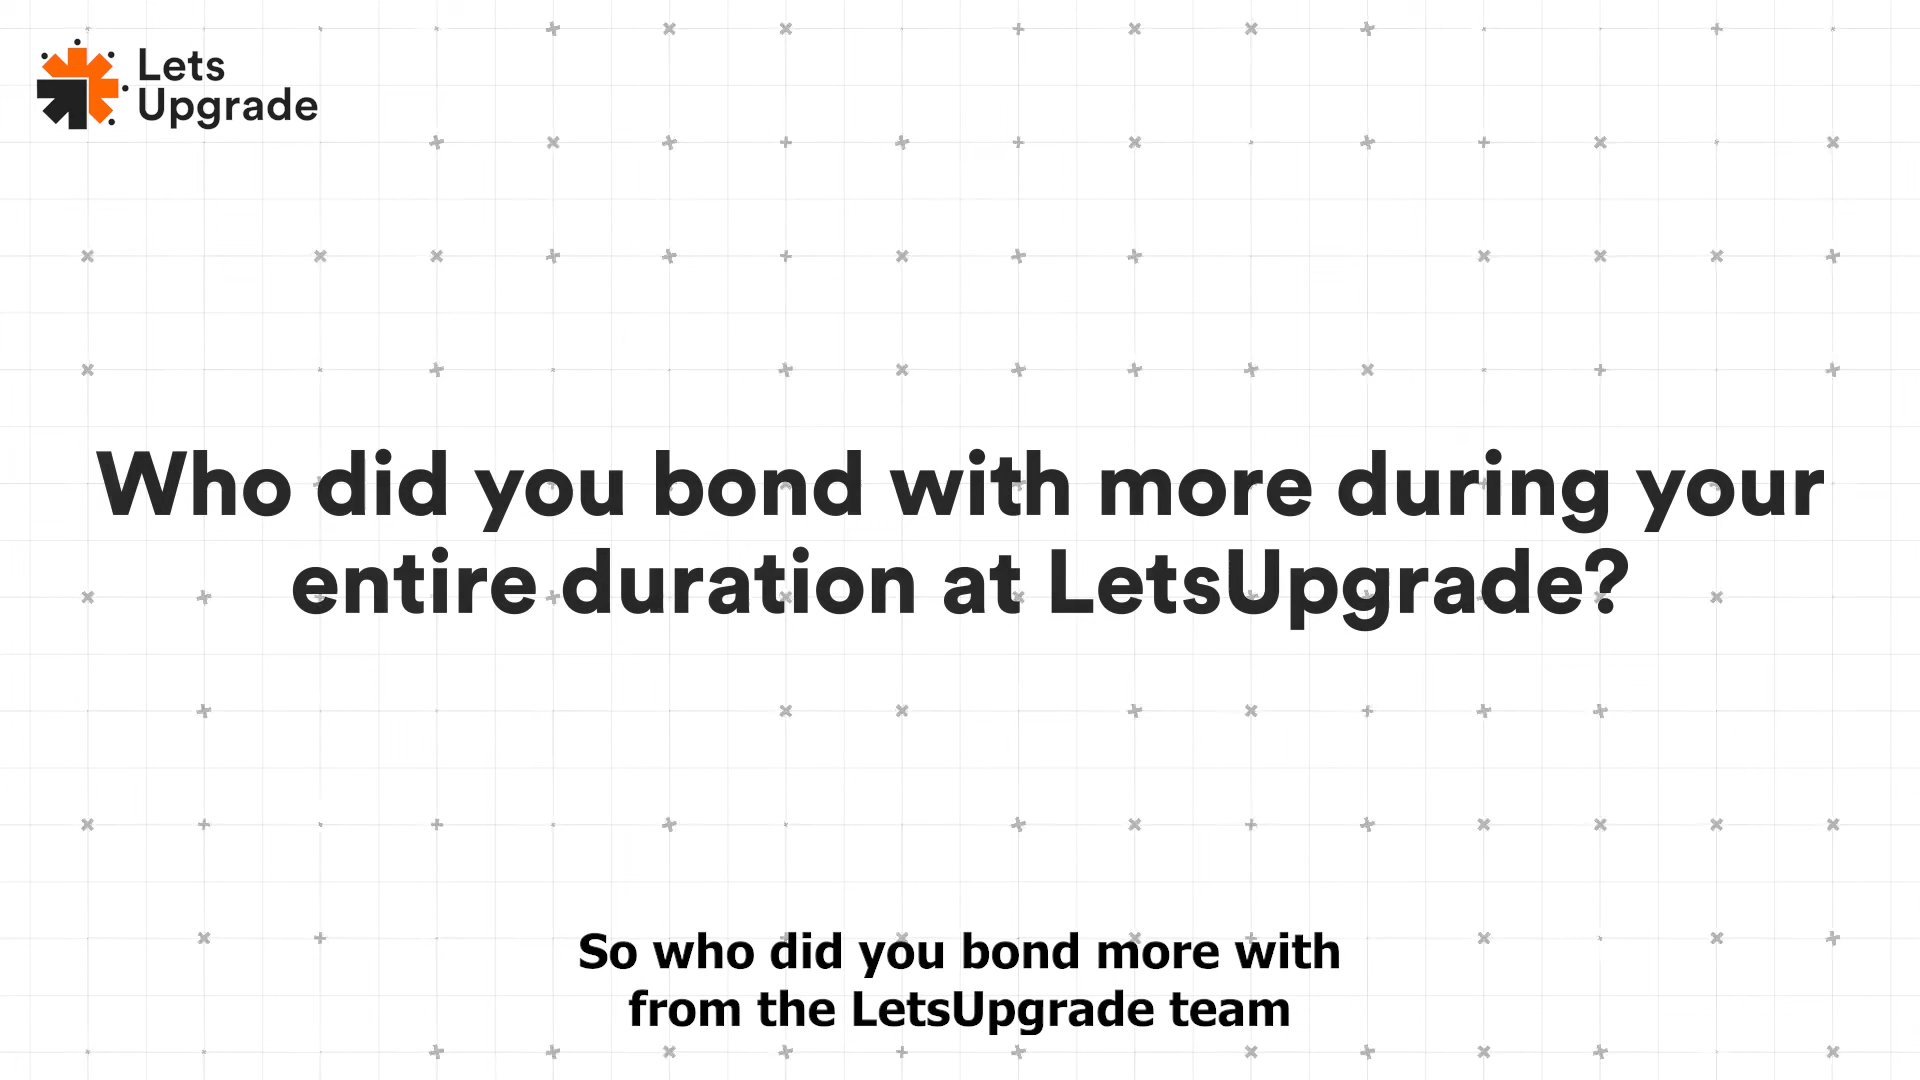 Lets
Upgrade
Who did you bond with more during your
entire duration at LetsUpgrade?
So who did you bond more with
from the LetsUpgrade team